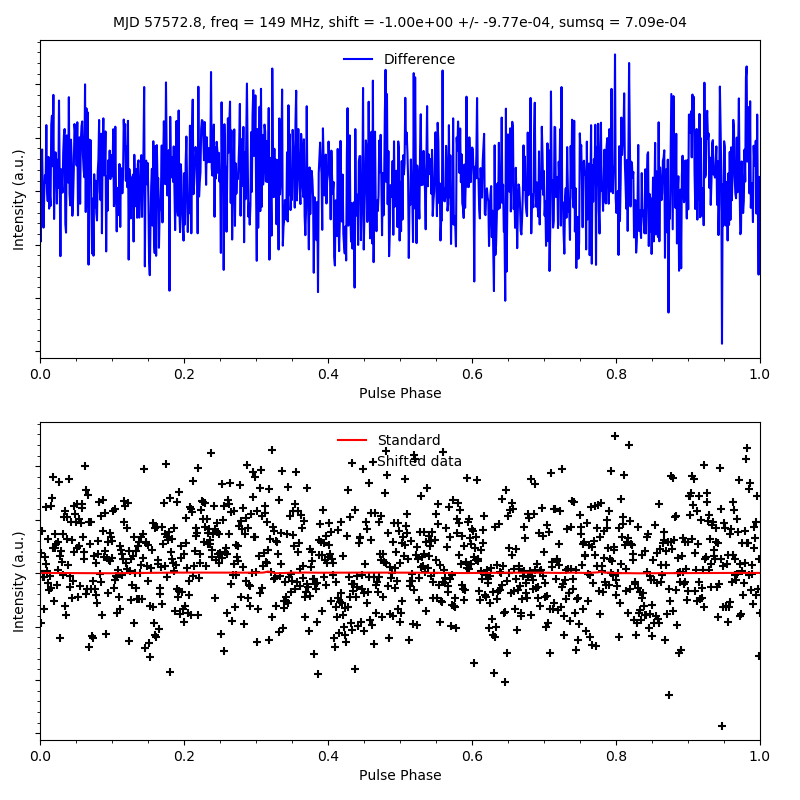 MJD 57572.8, freq = 149 MHz, shift = -1.00e+00 +/- -9.77e-04, sumsq = 7.09e-04
Difference
Intensity (a.u.)
0.0 0.2 0.4 0.6 0.8 1.0
Pulse Phase
Standard
Shifted data
Intensity (a.u.)
0.0 0.2 0.4 0.6 0.8 1.0
Pulse Phase